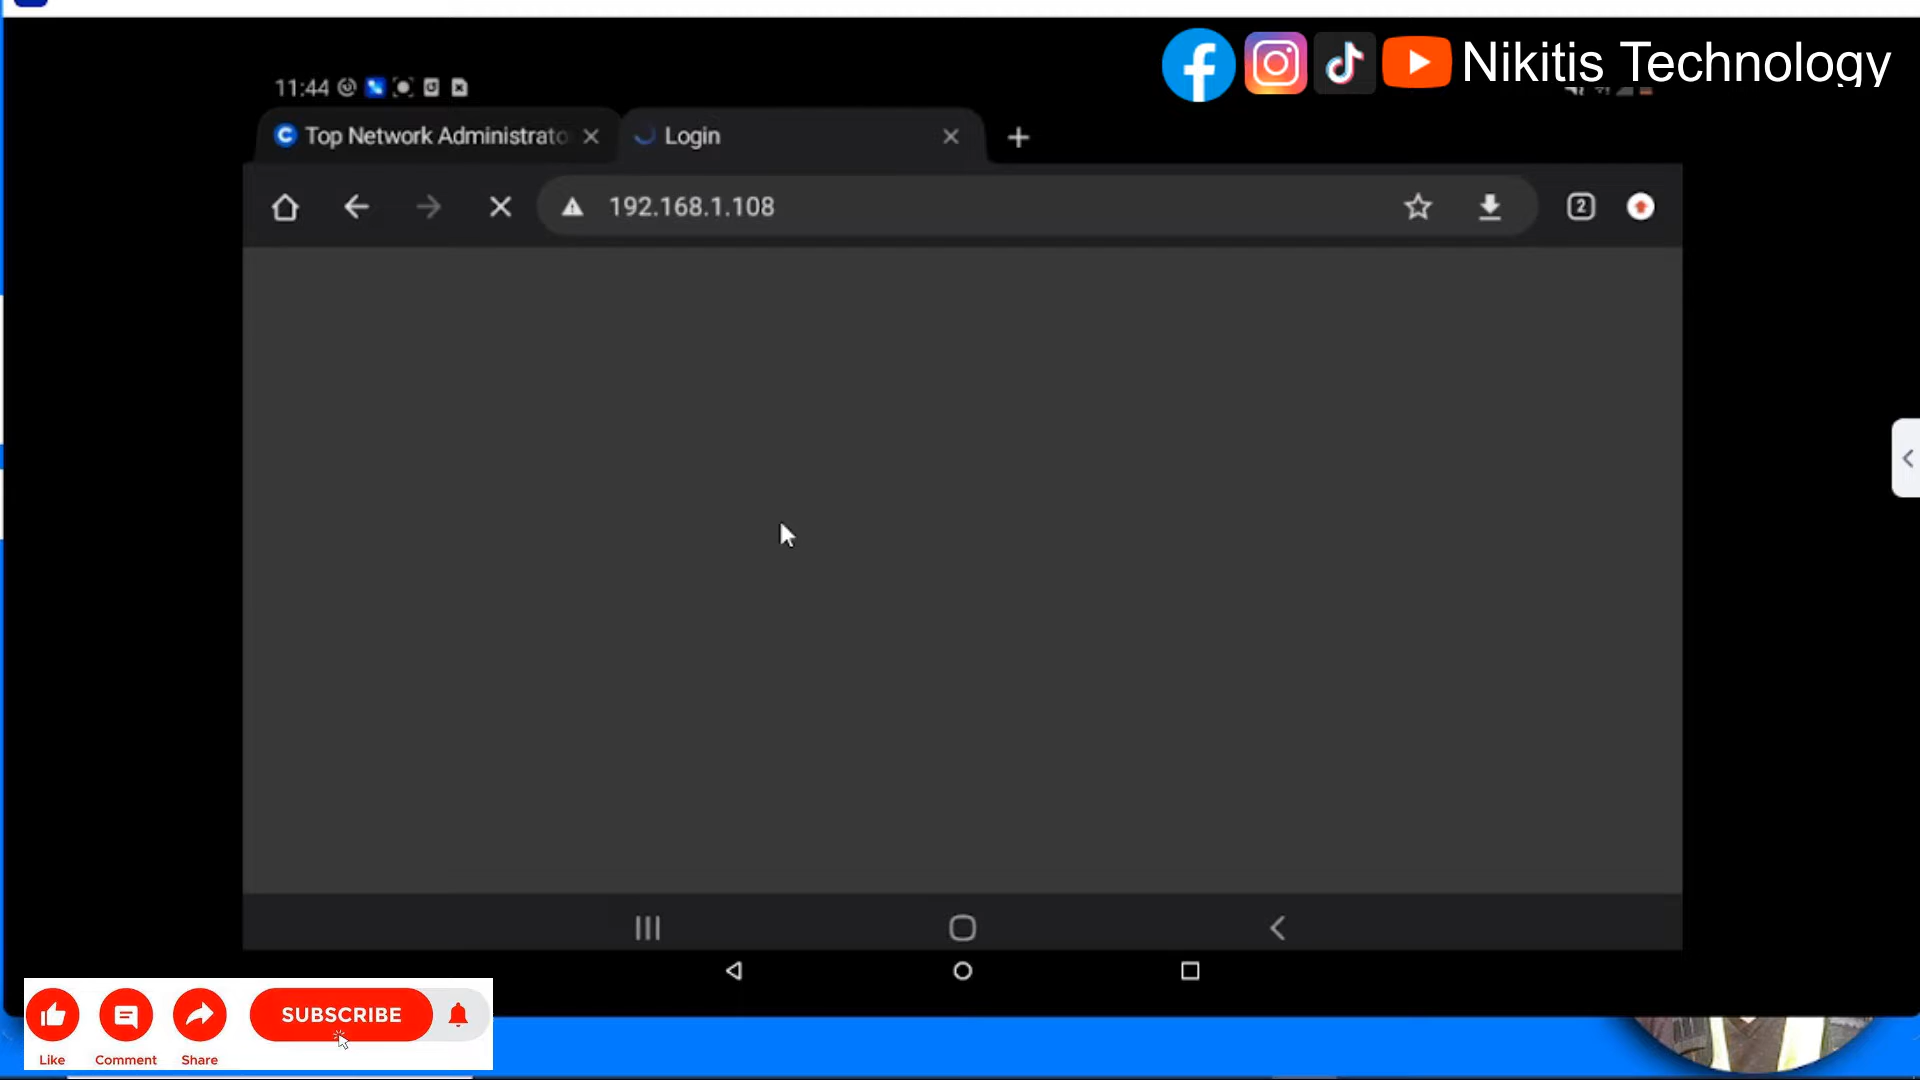 Nikitis Technology
11:44
Top Network Administrato
Login
192.168.1.108
2
SUBSCRIBE
Like
Comment
Share